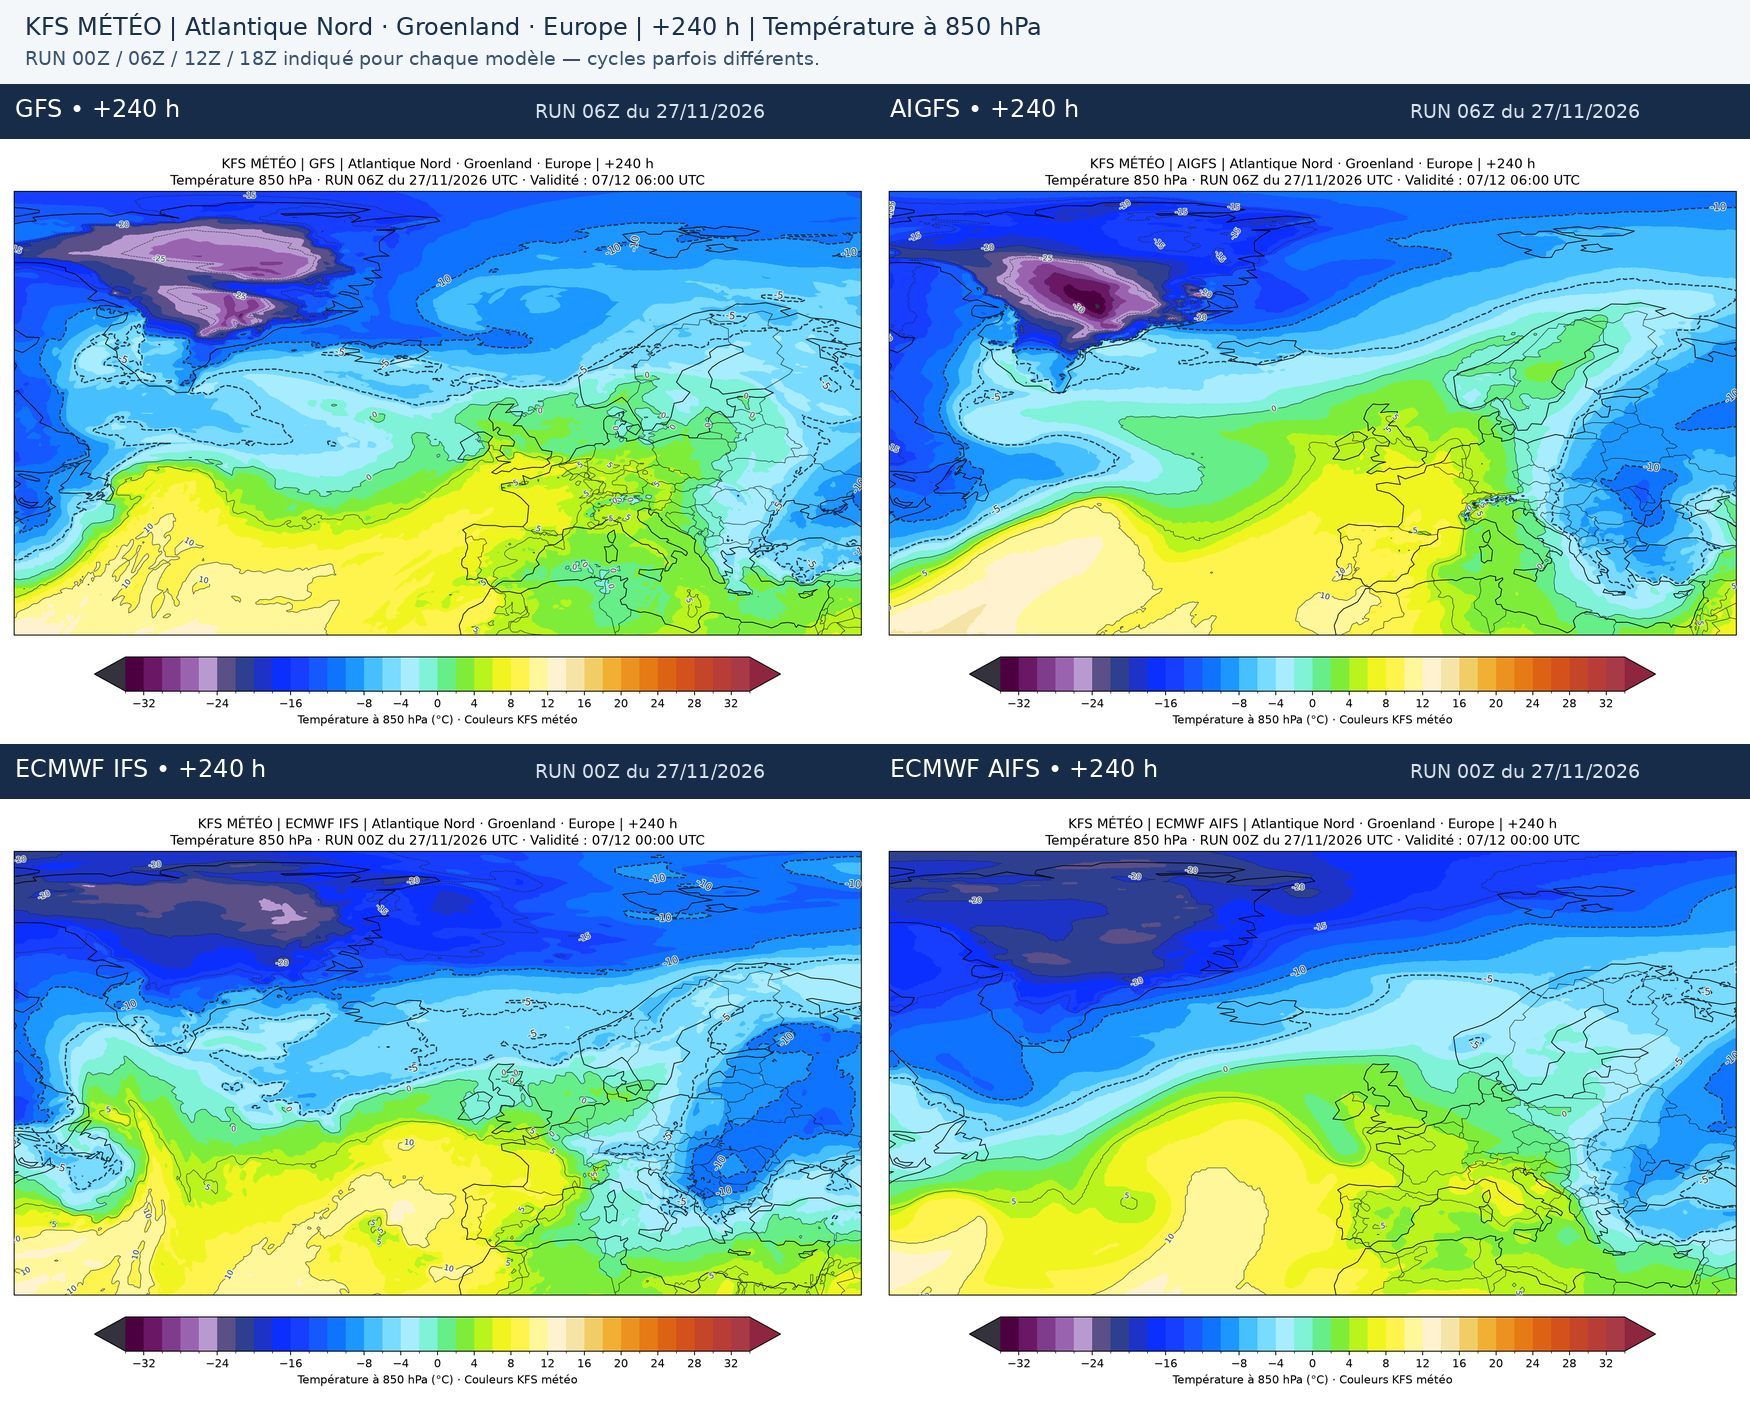 KFS MÉTÉO | Atlantique Nord · Groenland · Europe | +240 h | Température à 850 hPa
RUN 00Z / 06Z / 12Z / 18Z indiqué pour chaque modèle — cycles parfois différents.
GFS • +240 h
RUN 06Z du 27/11/2026
AIGFS • +240 h
RUN 06Z du 27/11/2026
KFS MÉTÉO | GFS | Atlantique Nord · Groenland · Europe | +240 h
Température 850 hPa · RUN 06Z du 27/11/2026 UTC · Validité : 07/12 06:00 UTC
KFS MÉTÉO | AIGFS | Atlantique Nord · Groenland · Europe | +240 h
Température 850 hPa · RUN 06Z du 27/11/2026 UTC · Validité : 07/12 06:00 UTC
−32 −24 −16 −8 −4 0 4 8 12 16 20 24 28 32
Température à 850 hPa (°C) · Couleurs KFS météo
−32 −24 −16 −8 −4 0 4 8 12 16 20 24 28 32
Température à 850 hPa (°C) · Couleurs KFS météo
ECMWF IFS • +240 h
RUN 00Z du 27/11/2026
ECMWF AIFS • +240 h
RUN 00Z du 27/11/2026
KFS MÉTÉO | ECMWF IFS | Atlantique Nord · Groenland · Europe | +240 h
Température 850 hPa · RUN 00Z du 27/11/2026 UTC · Validité : 07/12 00:00 UTC
KFS MÉTÉO | ECMWF AIFS | Atlantique Nord · Groenland · Europe | +240 h
Température 850 hPa · RUN 00Z du 27/11/2026 UTC · Validité : 07/12 00:00 UTC
−32 −24 −16 −8 −4 0 4 8 12 16 20 24 28 32
Température à 850 hPa (°C) · Couleurs KFS météo
−32 −24 −16 −8 −4 0 4 8 12 16 20 24 28 32
Température à 850 hPa (°C) · Couleurs KFS météo